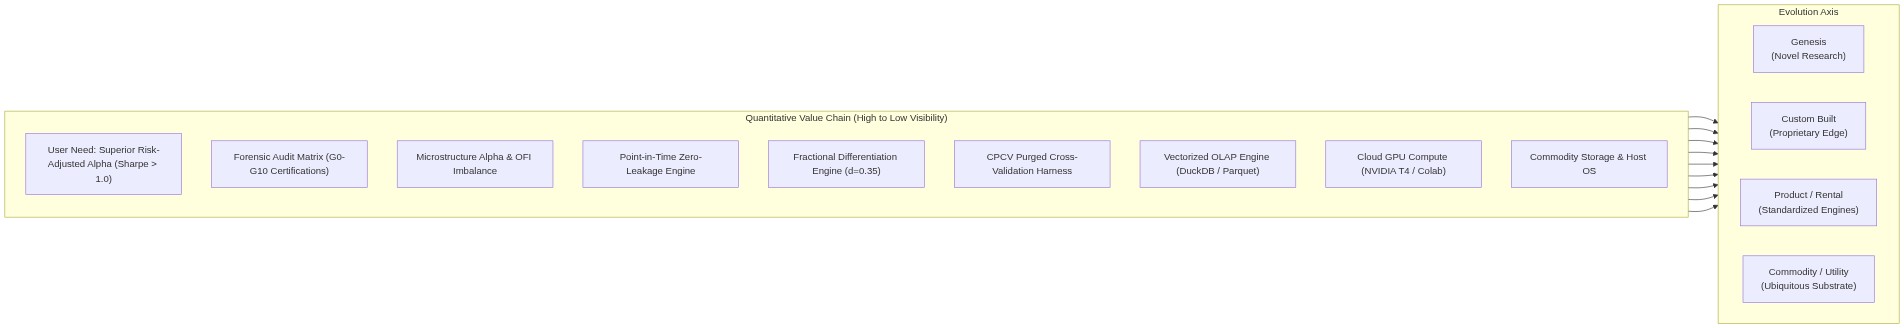 Quantitative Value Chain (High to Low Visibility)
User Need: Superior Risk-
Adjusted Alpha (Sharpe >
1.0)
Forensic Audit Matrix (G0-
G10 Certifications)
Microstructure Alpha & OFI
Imbalance
Point-in-Time Zero-
Leakage Engine
Fractional Differentiation
Engine (d=0.35)
CPCV Purged Cross-
Validation Harness
Vectorized OLAP Engine
(DuckDB / Parquet)
Cloud GPU Compute
(NVIDIA T4 / Colab)
Commodity Storage & Host
OS
Evolution Axis
Genesis
(Novel Research)
Custom Built
(Proprietary Edge)
Product / Rental
(Standardized Engines)
Commodity / Utility
(Ubiquitous Substrate)